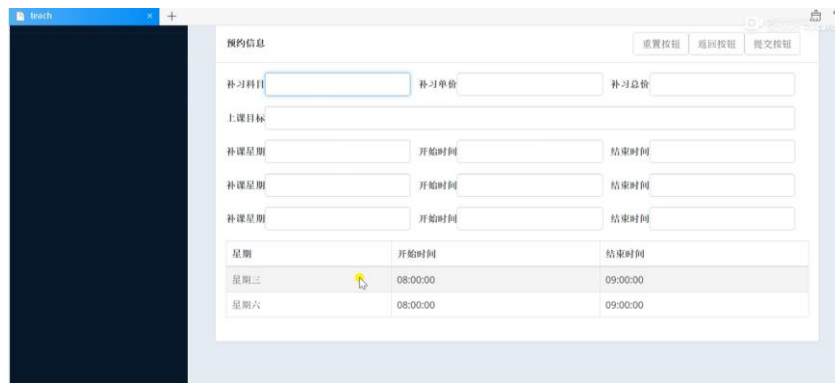 teach
预约信息 重置按钮 返回按钮 提交按钮
补习科目 补习单价 补习总价
上课目标
补课星期 开始时间 结束时间
补课星期 开始时间 结束时间
补课星期 开始时间 结束时间
星期 开始时间 结束时间
星期三 08:00:00 09:00:00
星期六 08:00:00 09:00:00